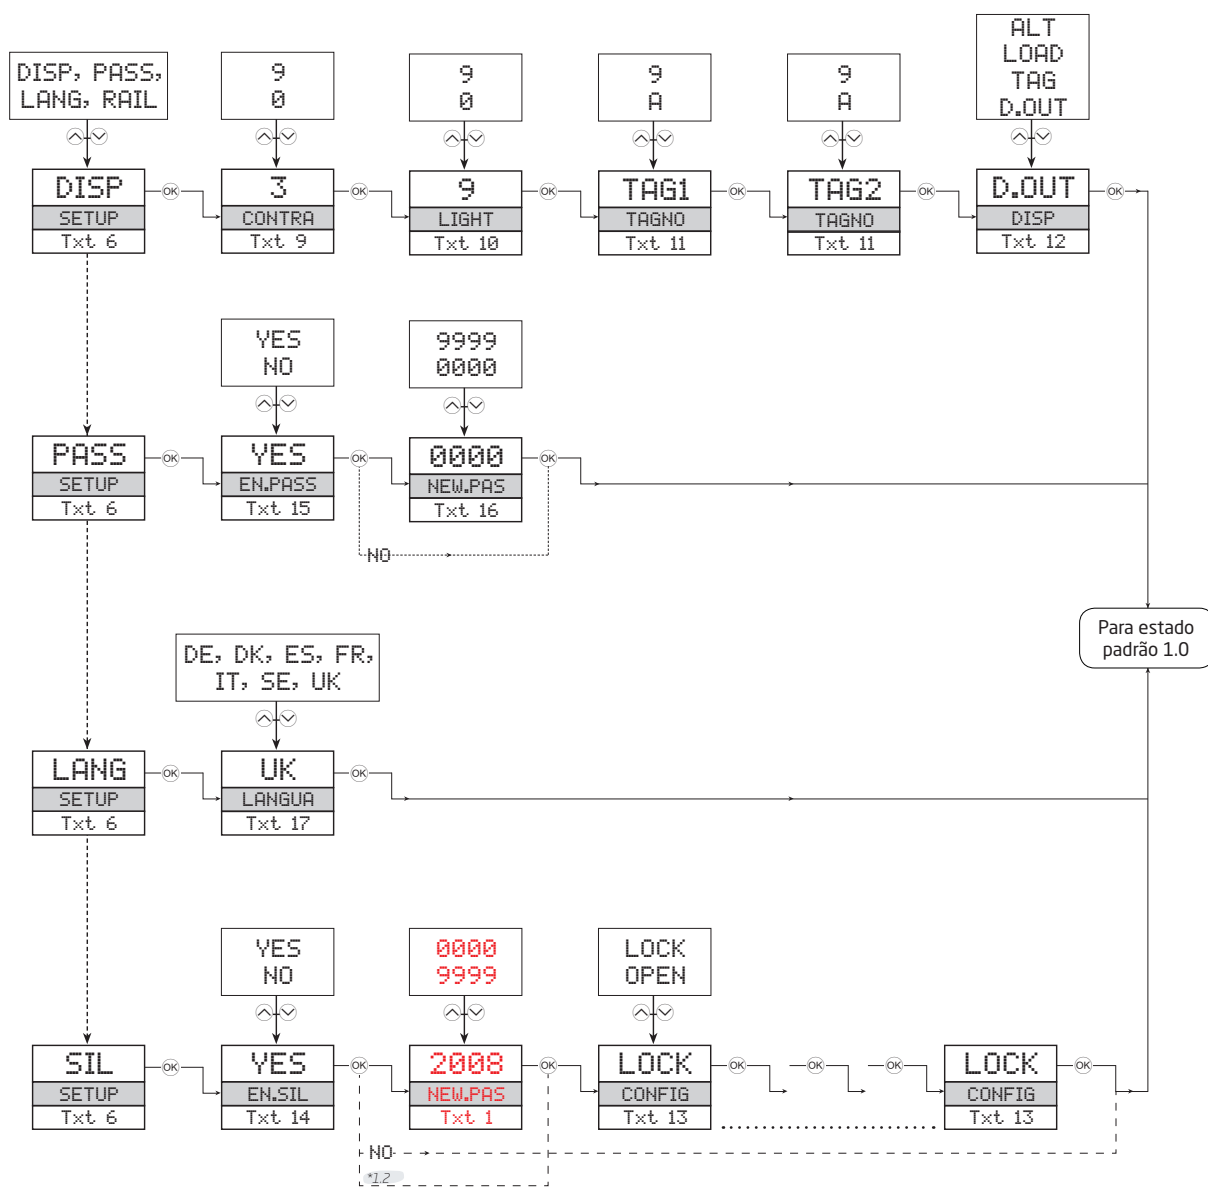 DISP, PASS,
LANG, RAIL
9
0
9
0
9
A
9
A
ALT
LOAD
TAG
D.OUT
DISP
SETUP
Txt 6
OK
3
CONTRA
Txt 9
OK
9
LIGHT
Txt 10
OK
TAG1
TAGNO
Txt 11
OK
TAG2
TAGNO
Txt 11
OK
D.OUT
DISP
Txt 12
OK
YES
NO
9999
0000
PASS
SETUP
Txt 6
OK
YES
EN.PASS
Txt 15
OK
0000
NEW.PAS
Txt 16
OK
NO
Para estado
padrão 1.0
DE, DK, ES, FR,
IT, SE, UK
LANG
SETUP
Txt 6
OK
UK
LANGUA
Txt 17
OK
YES
NO
0000
9999
LOCK
OPEN
SIL
SETUP
Txt 6
OK
YES
EN.SIL
Txt 14
OK
2008
NEW.PAS
Txt 1
OK
LOCK
CONFIG
Txt 13
OK
OK
OK
LOCK
CONFIG
Txt 13
OK
NO
*1.2